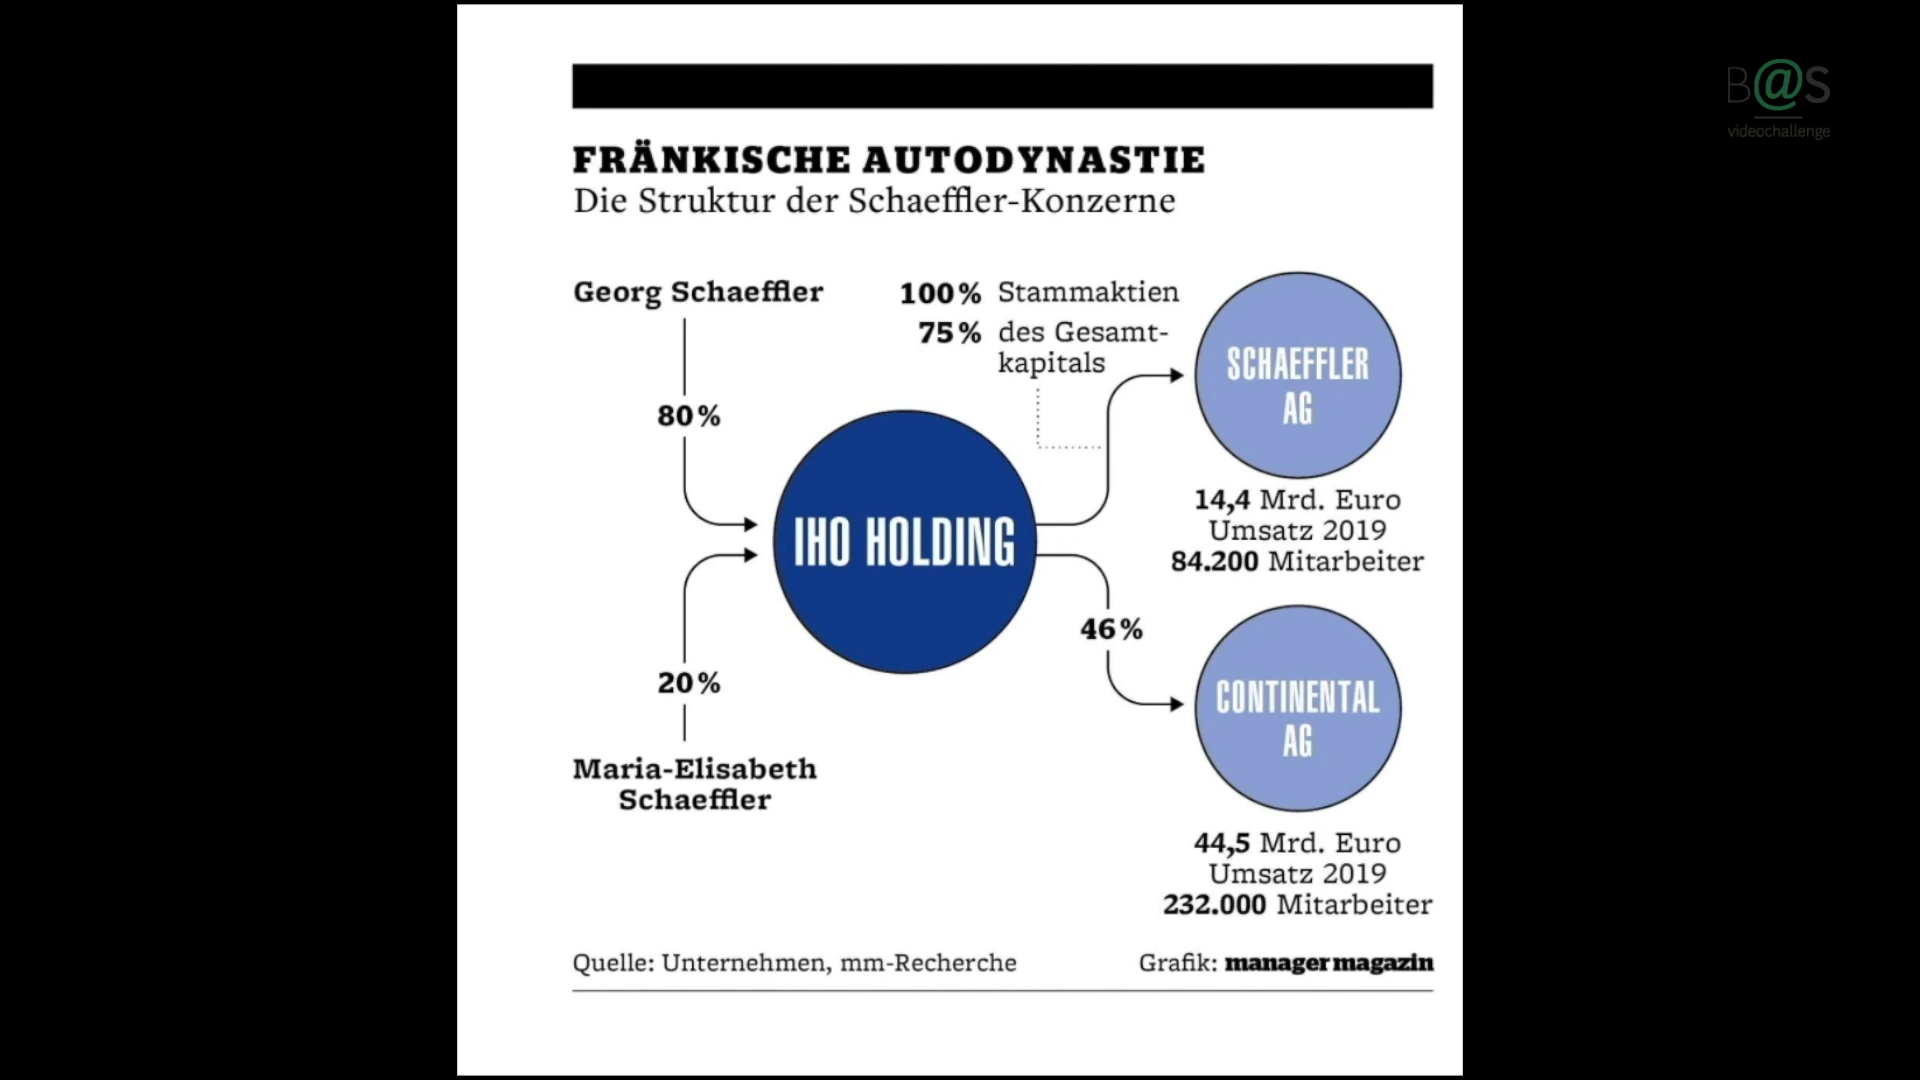 B@S
videochallenge
FRÄNKISCHE AUTODYNASTIE
Die Struktur der Schaeffler-Konzerne
Georg Schaeffler
80%
20%
Maria-Elisabeth
Schaeffler
IHO HOLDING
100% Stammaktien
75% des Gesamt-
kapitals
SCHAEFFLER
AG
14,4 Mrd. Euro
Umsatz 2019
84.200 Mitarbeiter
46%
CONTINENTAL
AG
44,5 Mrd. Euro
Umsatz 2019
232.000 Mitarbeiter
Quelle: Unternehmen, mm-Recherche
Grafik: manager magazin